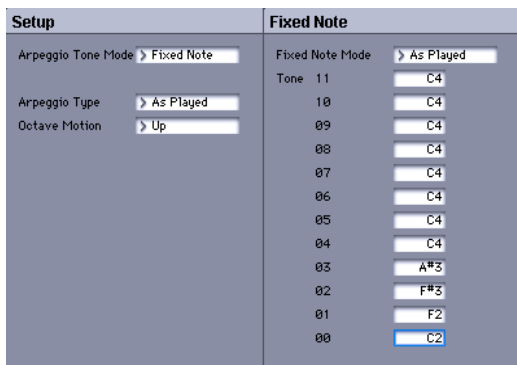 Setup
Arpeggio Tone Mode > Fixed Note
Arpeggio Type > As Played
Octave Motion > Up
Fixed Note
Fixed Note Mode > As Played
Tone 11 C4
10 C4
09 C4
08 C4
07 C4
06 C4
05 C4
04 C4
03 A#3
02 F#3
01 F2
00 C2